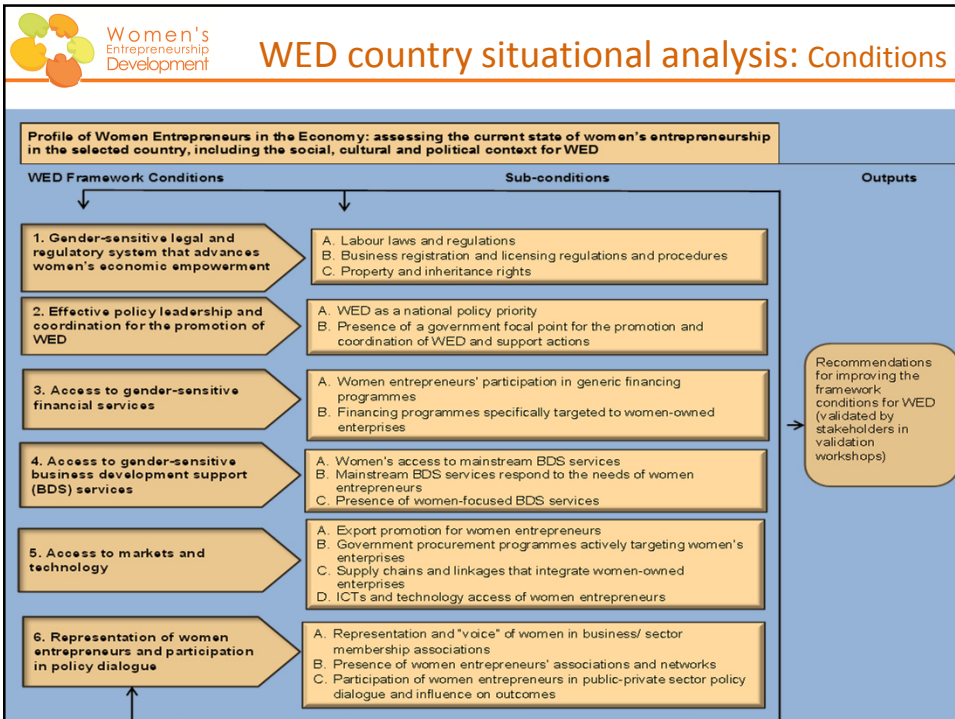 Women's
Entrepreneurship
Development
WED country situational analysis: Conditions
Profile of Women Entrepreneurs in the Economy: assessing the current state of women's entrepreneurship
in the selected country, including the social, cultural and political context for WED
WED Framework Conditions
Sub-conditions
Outputs
1. Gender-sensitive legal and
regulatory system that advances
women's economic empowerment
A. Labour laws and regulations
B. Business registration and licensing regulations and procedures
C. Property and inheritance rights
2. Effective policy leadership and
coordination for the promotion of
WED
A. WED as a national policy priority
B. Presence of a government focal point for the promotion and
coordination of WED and support actions
3. Access to gender-sensitive
financial services
A. Women entrepreneurs' participation in generic financing
programmes
B. Financing programmes specifically targeted to women-owned
enterprises
4. Access to gender-sensitive
business development support
(BDS) services
A. Women's access to mainstream BDS services
B. Mainstream BDS services respond to the needs of women
entrepreneurs
C. Presence of women-focused BDS services
5. Access to markets and
technology
A. Export promotion for women entrepreneurs
B. Government procurement programmes actively targeting women's
enterprises
C. Supply chains and linkages that integrate women-owned
enterprises
D. ICTs and technology access of women entrepreneurs
6. Representation of women
entrepreneurs and participation
in policy dialogue
A. Representation and "voice" of women in business/ sector
membership associations
B. Presence of women entrepreneurs' associations and networks
C. Participation of women entrepreneurs in public-private sector policy
dialogue and influence on outcomes
Recommendations
for improving the
framework
conditions for WED
(validated by
stakeholders in
validation
workshops)